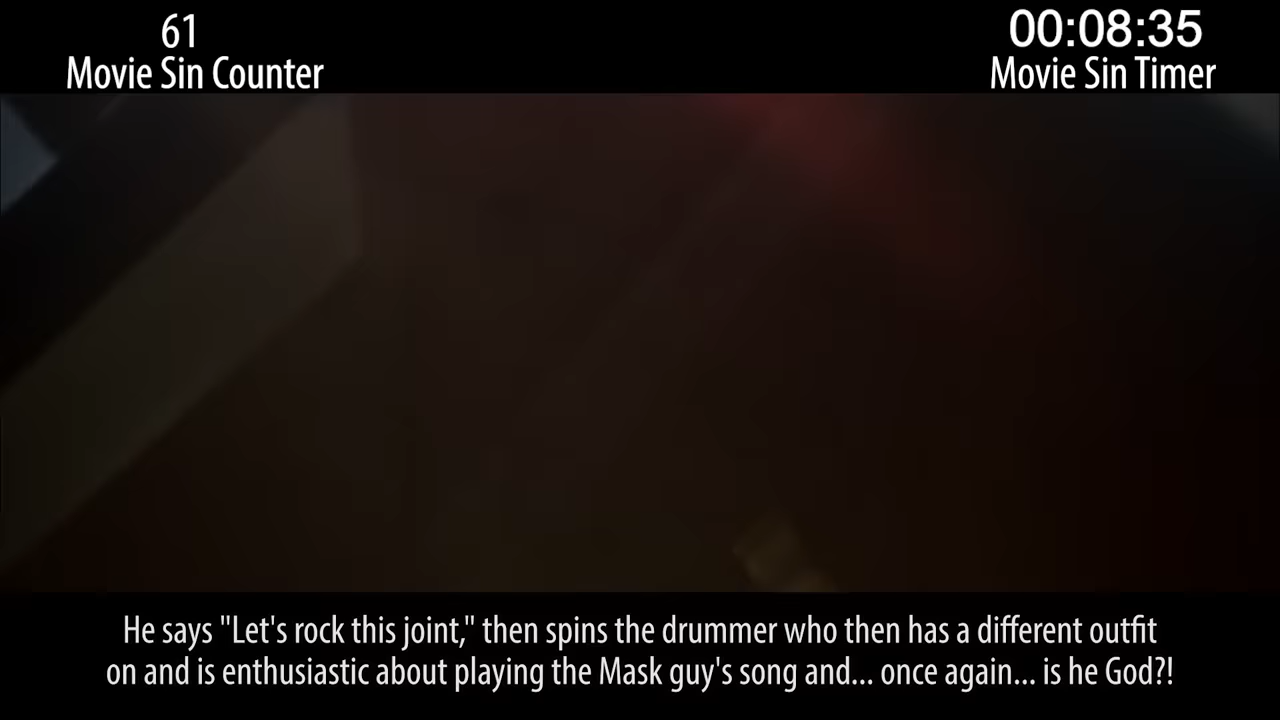 61
Movie Sin Counter
00:08:35
Movie Sin Timer
He says "Let's rock this joint," then spins the drummer who then has a different outfit
on and is enthusiastic about playing the Mask guy's song and... once again... is he God?!